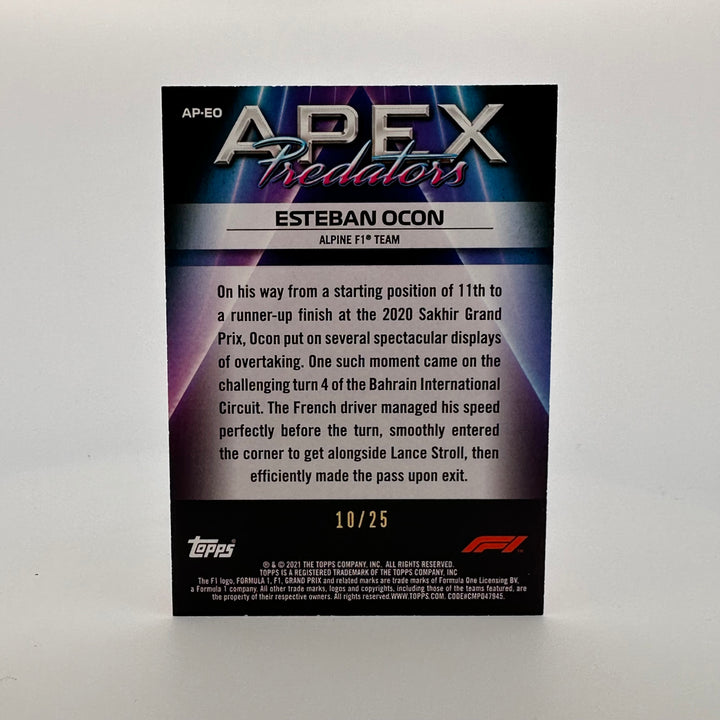 AP-EO
APEX
Predators
ESTEBAN OCON
ALPINE F1® TEAM
On his way from a starting position of 11th to
a runner-up finish at the 2020 Sakhir Grand
Prix, Ocon put on several spectacular displays
of overtaking. One such moment came on the
challenging turn 4 of the Bahrain International
Circuit. The French driver managed his speed
perfectly before the turn, smoothly entered
the corner to get alongside Lance Stroll, then
efficiently made the pass upon exit.
10/25
topps®
F1™
℗ & © 2021 THE TOPPS COMPANY, INC. ALL RIGHTS RESERVED.
TOPPS IS A REGISTERED TRADEMARK OF THE TOPPS COMPANY, INC
The F1 logo, FORMULA 1, F1, GRAND PRIX and related marks are trade marks of Formula One Licensing BV,
a Formula 1 company. All other trade marks, logos and copyrights, including those of the teams featured, are
the property of their respective owners. All rights reserved.WWW.TOPPS.COM. CODE#CMP047945.